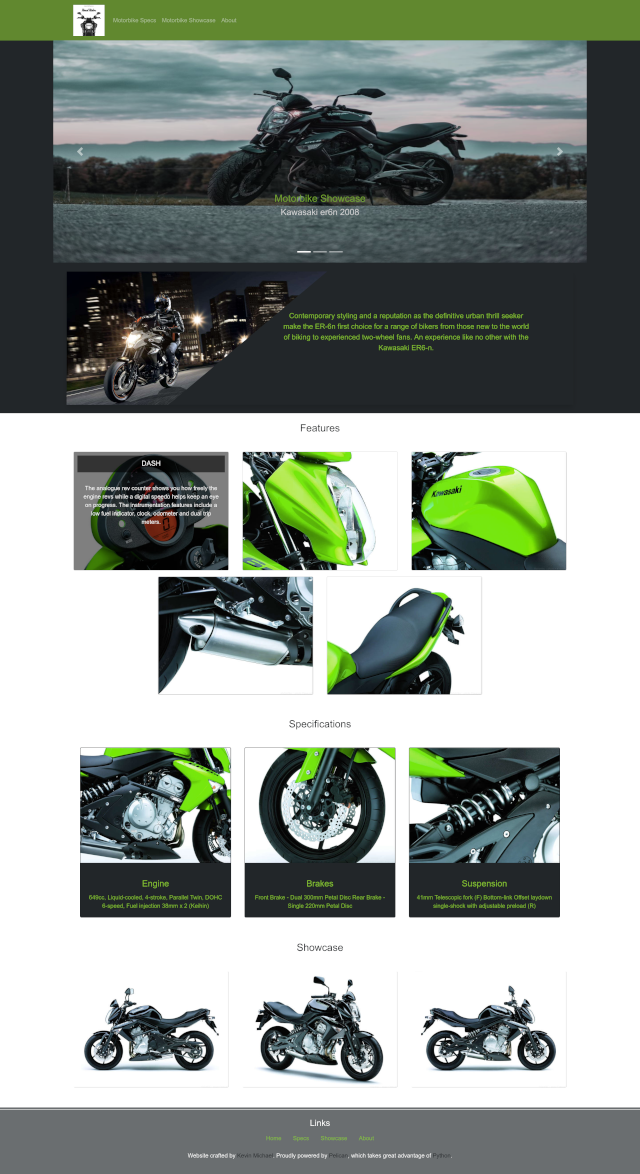 Motorbike Specs Motorbike Showcase About
Motorbike Showcase
Kawasaki er6n 2008
Contemporary styling and a reputation as the definitive urban thrill seeker
make the ER-6n first choice for a range of bikers from those new to the world
of biking to experienced two-wheel fans. An experience like no other with the
Kawasaki ER6-n.
Features
DASH
The analogue rev counter shows you how freely the
engine revs while a digital speedo helps keep an eye
on progress. The instrumentation features include a
low fuel indicator, clock, odometer and dual trip
meters.
Kawasaki
Specifications
Engine
649cc, Liquid-cooled, 4-stroke, Parallel Twin, DOHC
6-speed, Fuel injection 38mm x 2 (Keihin)
Brakes
Front Brake - Dual 300mm Petal Disc Rear Brake -
Single 220mm Petal Disc
Suspension
41mm Telescopic fork (F) Bottom-link Offset laydown
single-shock with adjustable preload (R)
Showcase
Links
Home Specs Showcase About
Website crafted by Kevin Michael. Proudly powered by Pelican, which takes great advantage of Python.